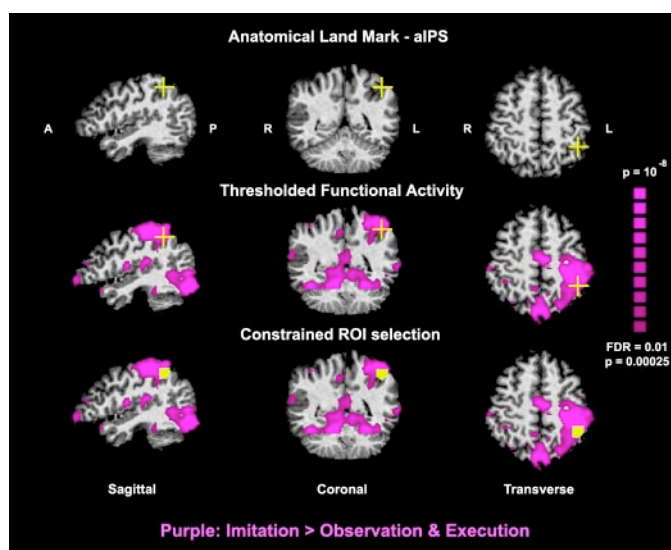 Anatomical Land Mark - aIPS
A P R L R L
Thresholded Functional Activity
p = 10⁻⁸
Constrained ROI selection
FDR = 0.01
p = 0.00025
Sagittal Coronal Transverse
Purple: Imitation > Observation & Execution